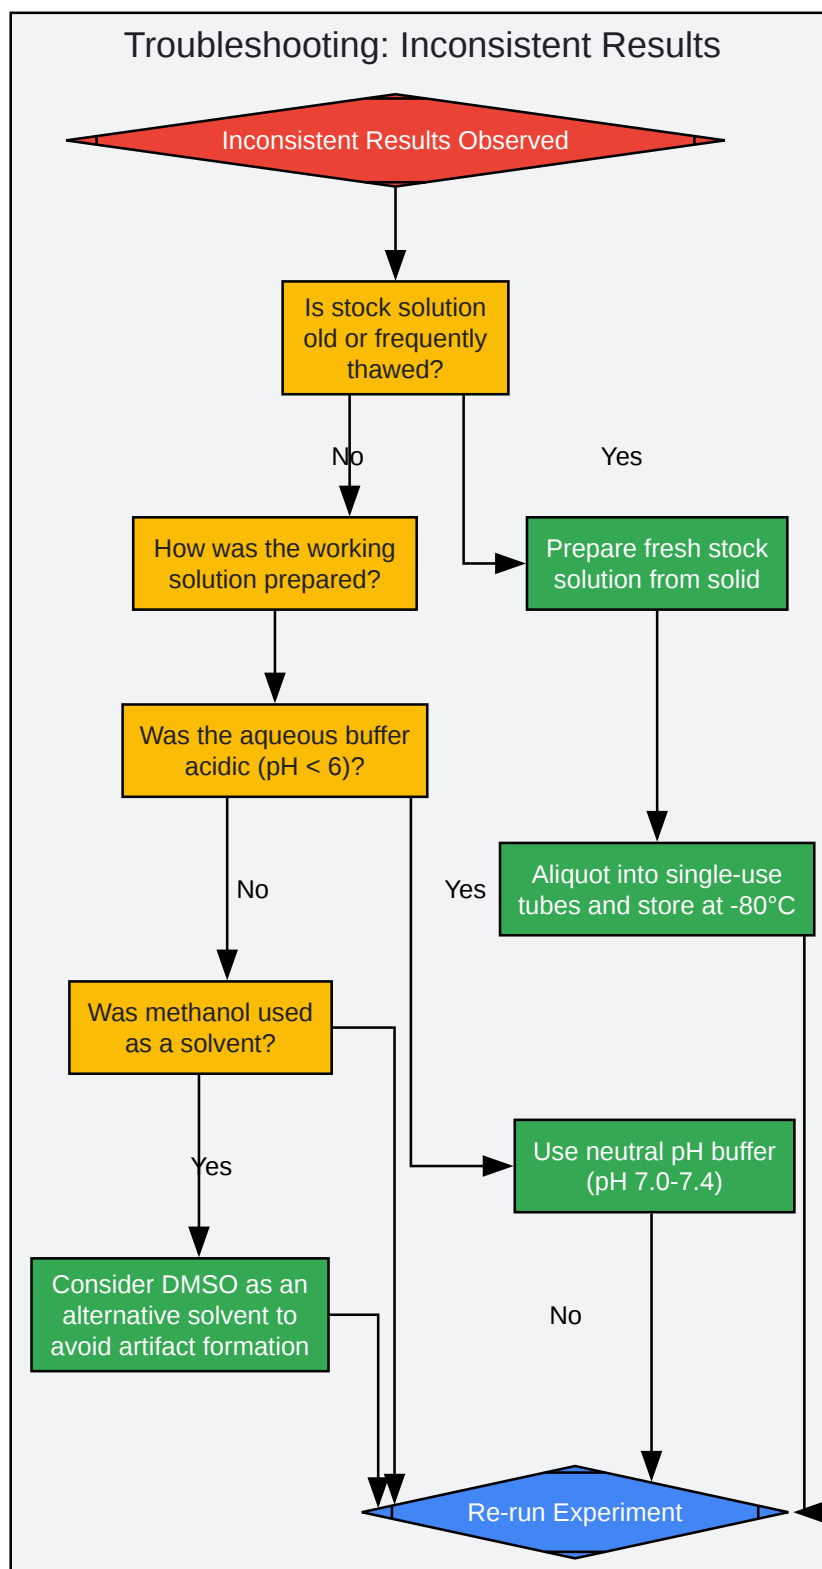 Troubleshooting: Inconsistent Results
Inconsistent Results Observed
Is stock solution
old or frequently
thawed?
No
Yes
How was the working
solution prepared?
Prepare fresh stock
solution from solid
Was the aqueous buffer
acidic (pH < 6)?
No
Yes
Aliquot into single-use
tubes and store at -80°C
Was methanol used
as a solvent?
Yes
Use neutral pH buffer
(pH 7.0-7.4)
Consider DMSO as an
alternative solvent to
avoid artifact formation
No
Re-run Experiment